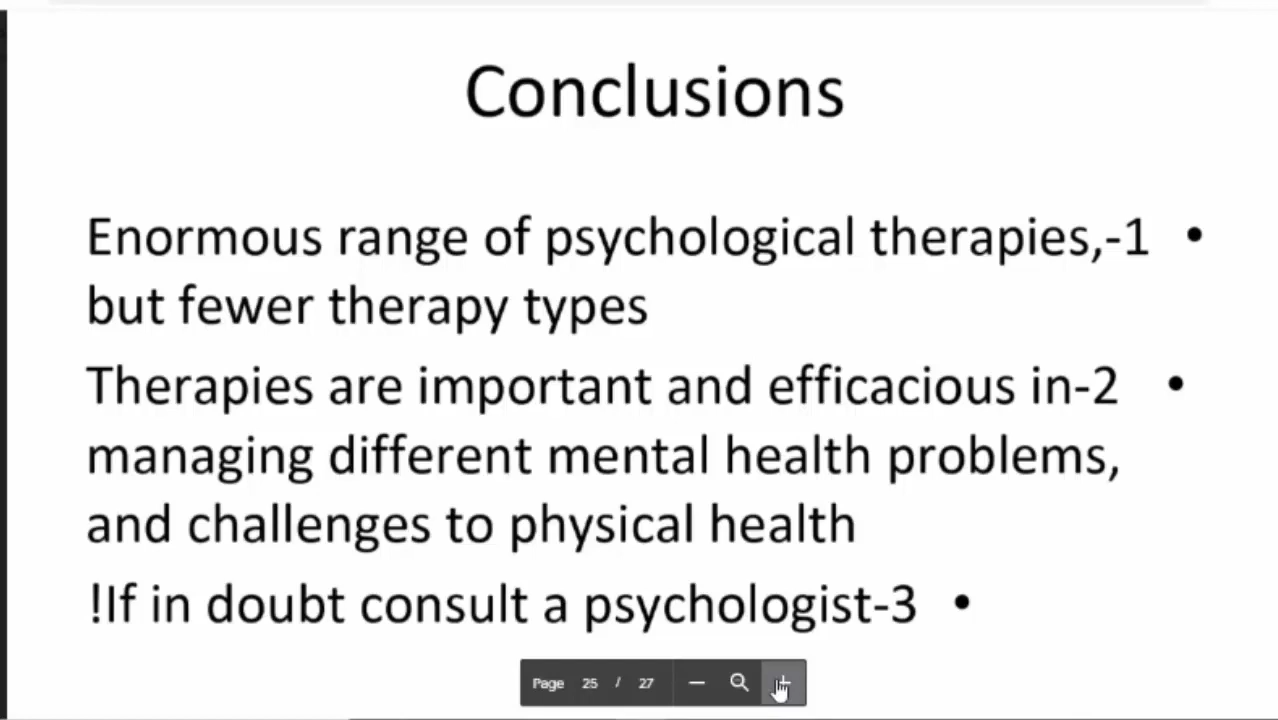 Conclusions
Enormous range of psychological therapies,-1 •
but fewer therapy types
Therapies are important and efficacious in-2 •
managing different mental health problems,
and challenges to physical health
!If in doubt consult a psychologist-3 •
Page 25 / 27